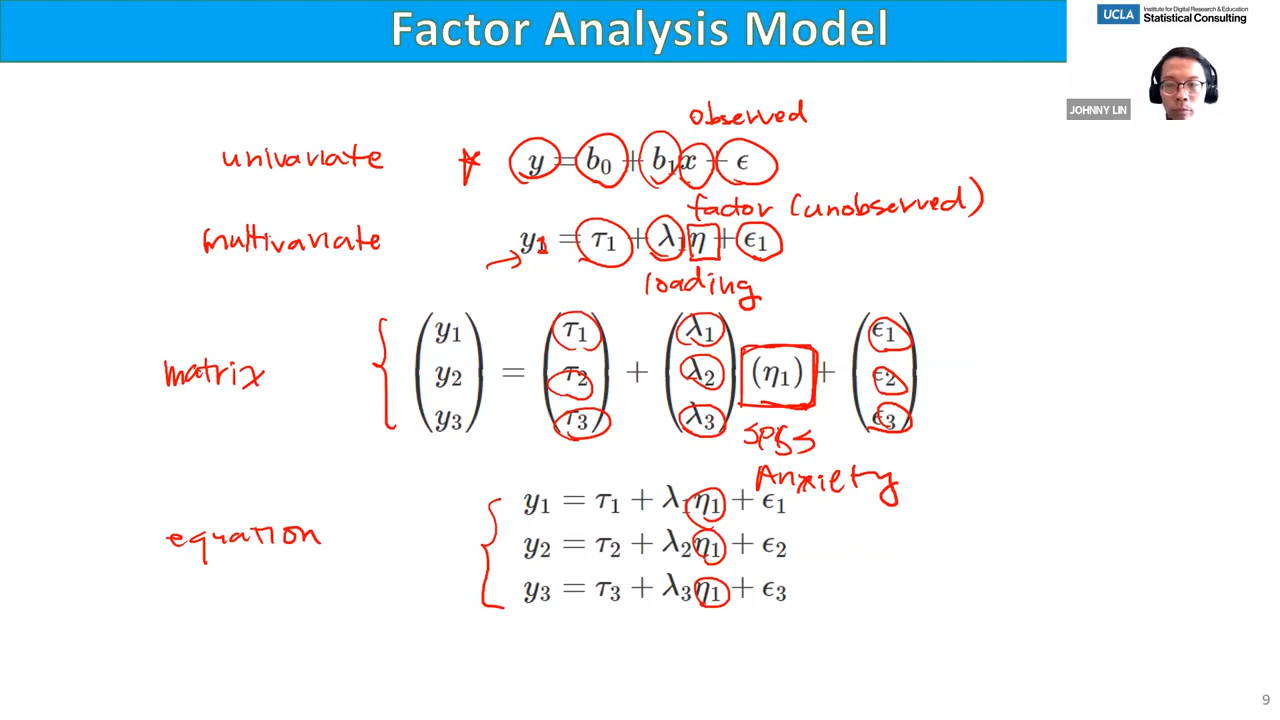 Factor Analysis Model
UCLA Institute for Digital Research & Education
Statistical Consulting
JOHNNY LIN
observed
univariate * y = b₀ + b₁x + ϵ
factor (unobserved)
multivariate → y₁ = τ₁ + λ₁η + ϵ₁
loading
matrix { (y₁ y₂ y₃) = (τ₁ τ₂ τ₃) + (λ₁ λ₂ λ₃) (η₁) + (ϵ₁ ϵ₂ ϵ₃)
SPSS
Anxiety
y₁ = τ₁ + λ₁η₁ + ϵ₁
equation { y₂ = τ₂ + λ₂η₁ + ϵ₂
y₃ = τ₃ + λ₃η₁ + ϵ₃
9